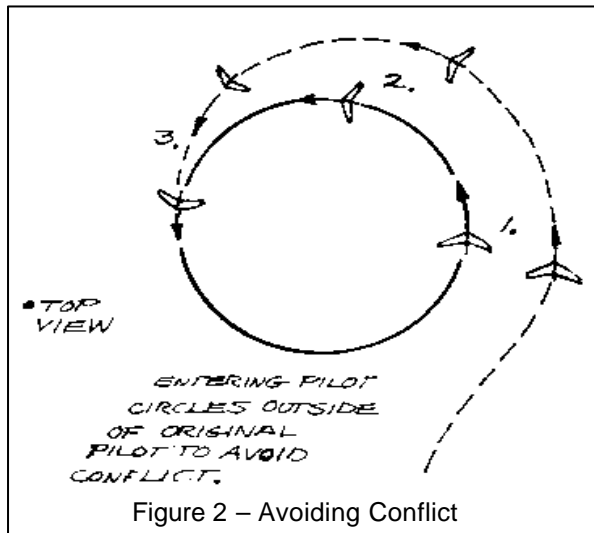 2.
3.
1.
• TOP
VIEW
ENTERING PILOT
CIRCLES OUTSIDE
OF ORIGINAL
PILOT TO AVOID
CONFLICT.
Figure 2 – Avoiding Conflict